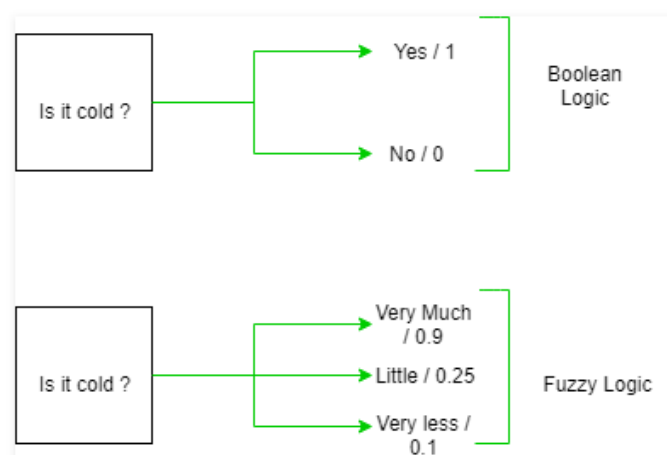 Is it cold ?
Yes / 1
No / 0
Boolean
Logic
Is it cold ?
Very Much
/ 0.9
Little / 0.25
Very less /
0.1
Fuzzy Logic